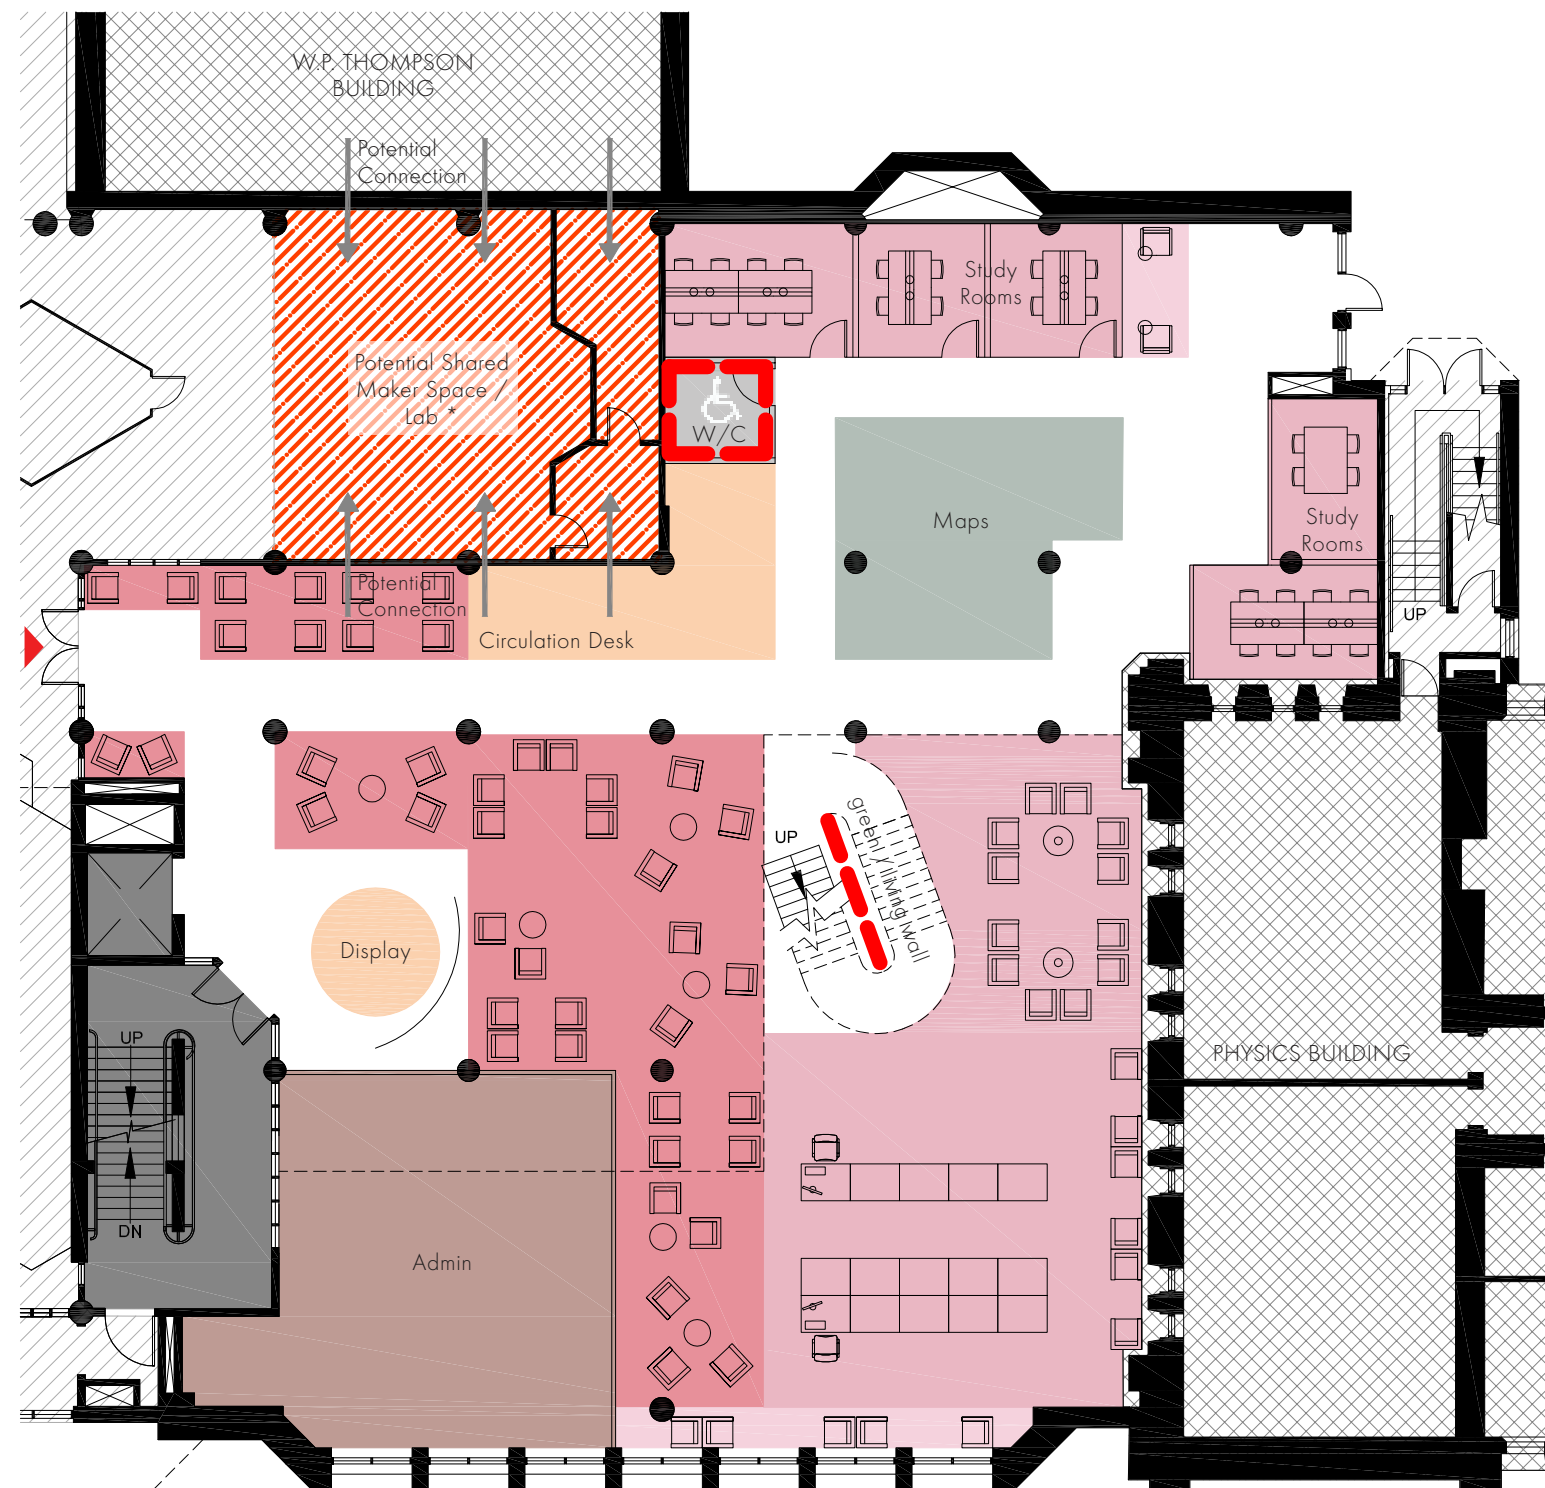 W.P. THOMPSON
BUILDING
Potential
Connection
Study
Rooms
Potential Shared
Maker Space /
Lab *
W/C
Maps
Study
Rooms
Potential
Connection
UP
Circulation Desk
green / living wall
UP
Display
UP
PHYSICS BUILDING
DN
Admin